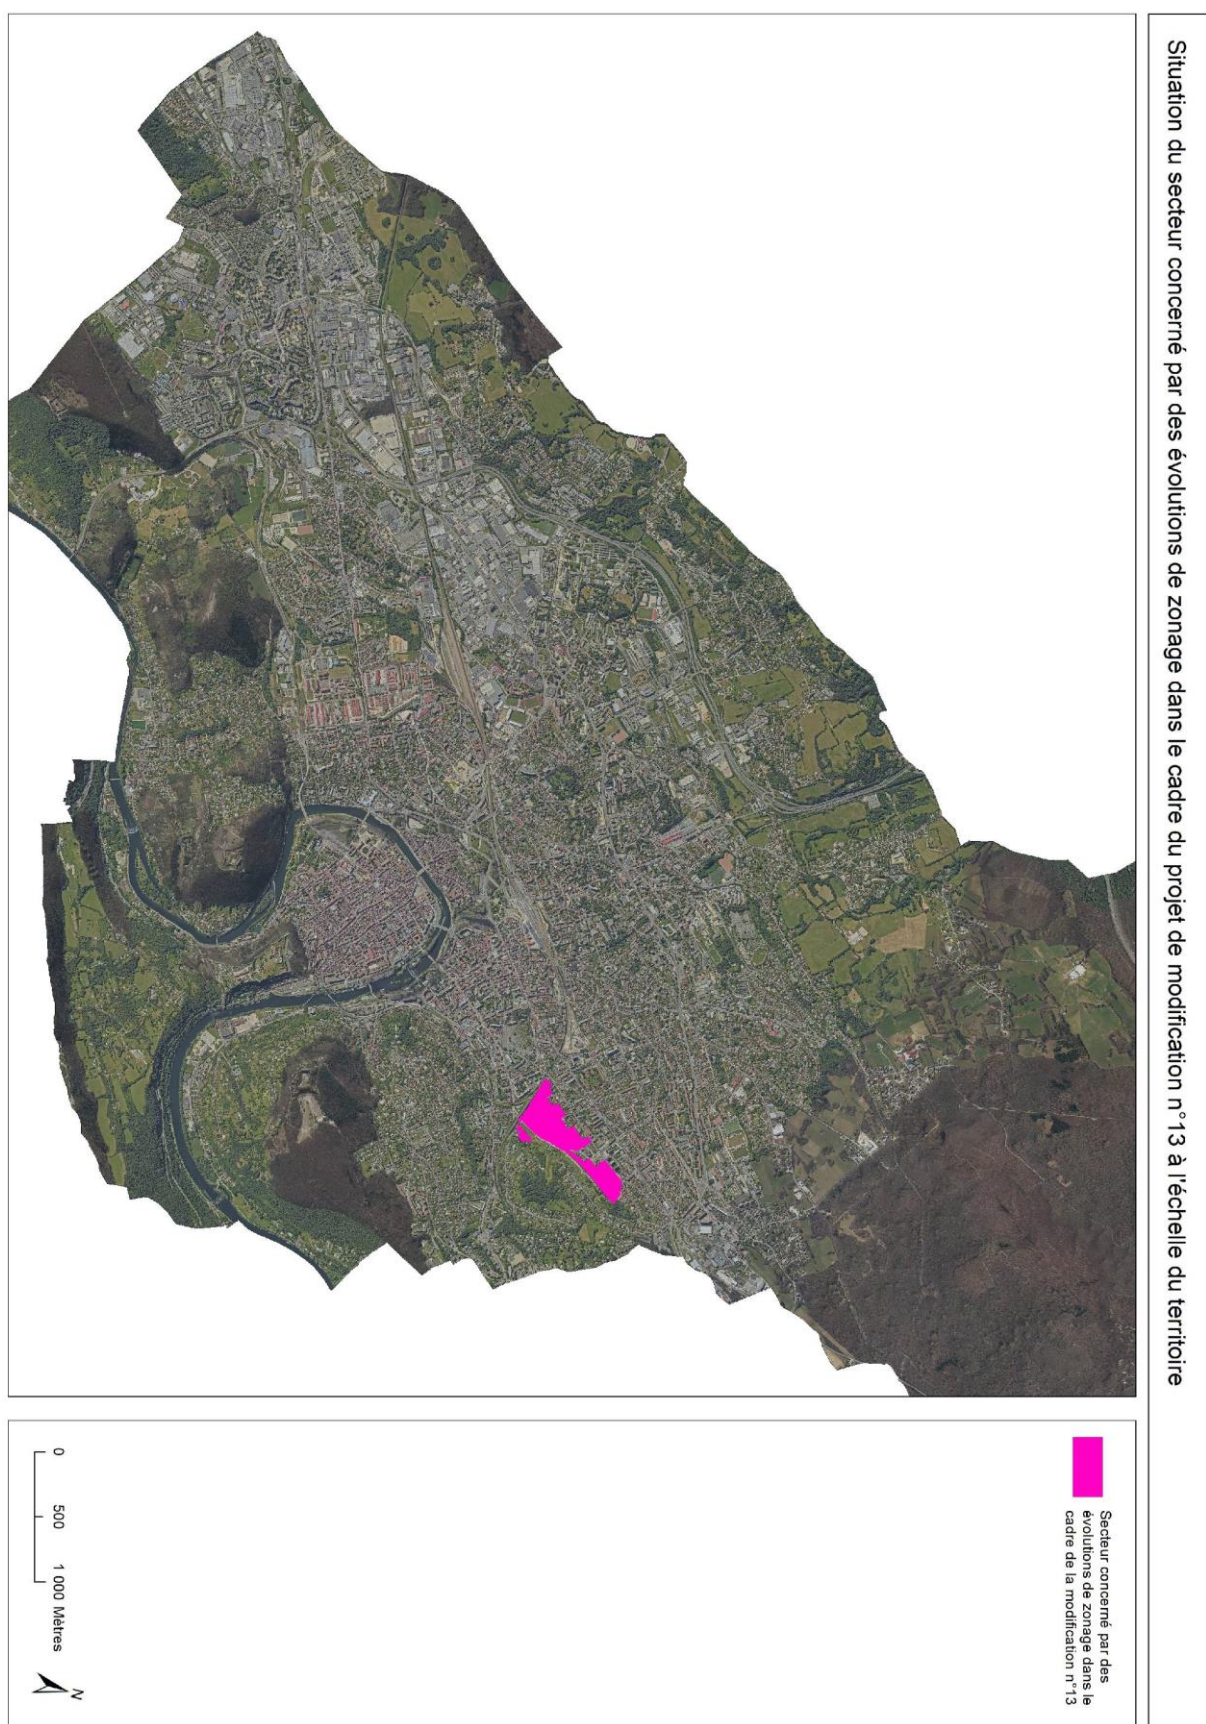 Situation du secteur concerné par des évolutions de zonage dans le cadre du projet de modification n°13 à l'échelle du territoire
Secteur concerné par des
évolutions de zonage dans le
cadre de la modification n°13
0 500 1 000 Mètres
N